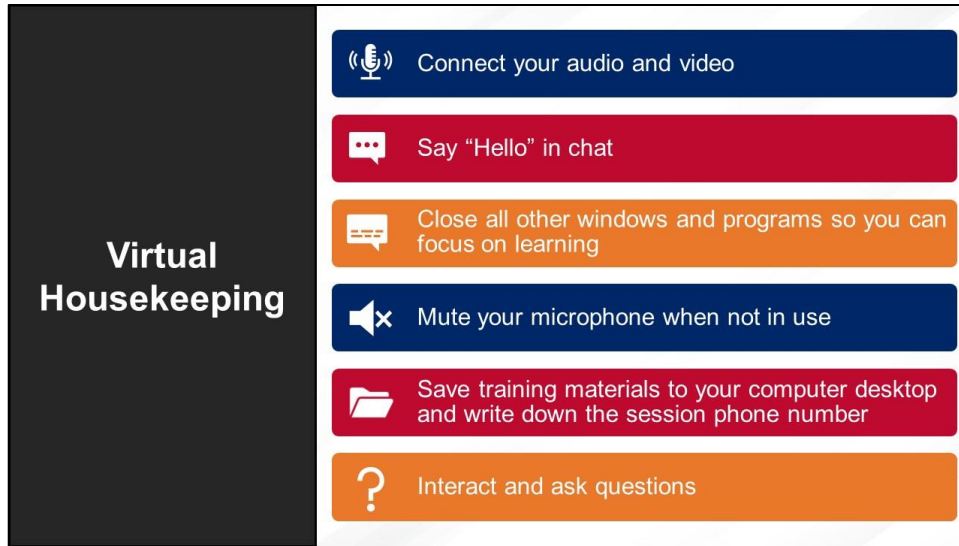 Virtual
Housekeeping
Connect your audio and video
Say “Hello” in chat
Close all other windows and programs so you can
focus on learning
Mute your microphone when not in use
Save training materials to your computer desktop
and write down the session phone number
Interact and ask questions